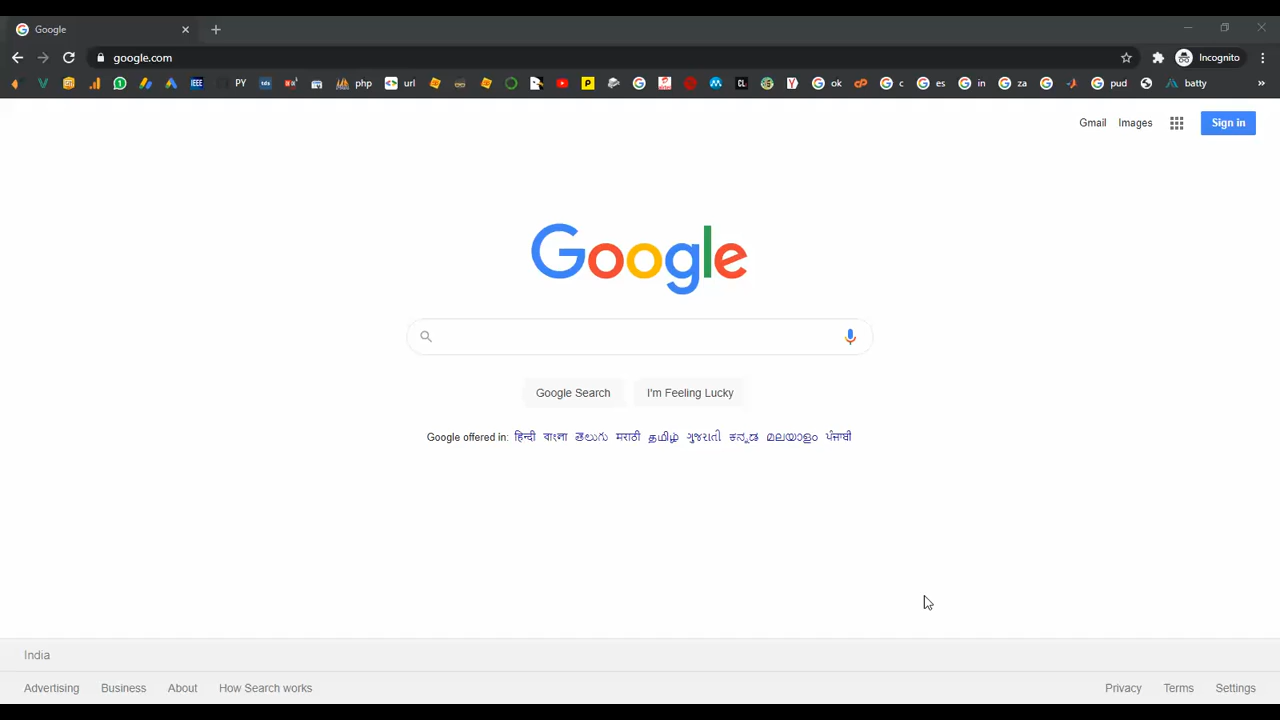 Google
google.com
Incognito
PY php url ok c es in za pud batty
Gmail Images Sign in
Google
Google Search I'm Feeling Lucky
Google offered in: हिन्दी বাংলা తెలుగు मराठी தமிழ் ગુજરાતી ಕನ್ನಡ മലയാളം ਪੰਜਾਬੀ
India
Advertising Business About How Search works Privacy Terms Settings